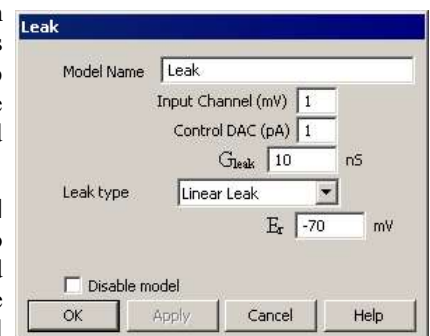 Leak
Model Name Leak
Input Channel (mV) 1
Control DAC (pA) 1
Gleak 10 nS
Leak type Linear Leak
Er -70 mV
Disable model
OK Apply Cancel Help